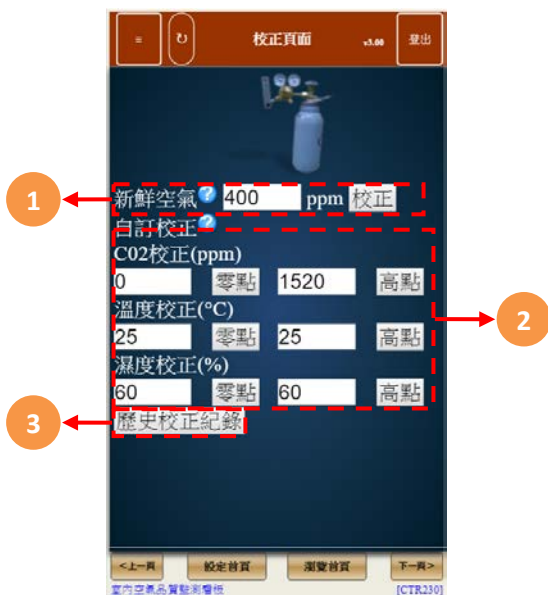 ≡ ↻ 校正頁面 v3.00 登出
1
新鮮空氣 ? 400 ppm 校正
自訂校正 ?
C02校正(ppm)
0 零點 1520 高點
溫度校正(°C)
2
25 零點 25 高點
濕度校正(%)
60 零點 60 高點
3
歷史校正紀錄
<上一頁 設定首頁 瀏覽首頁 下一頁>
室內空氣品質監測看板 [CTR230]